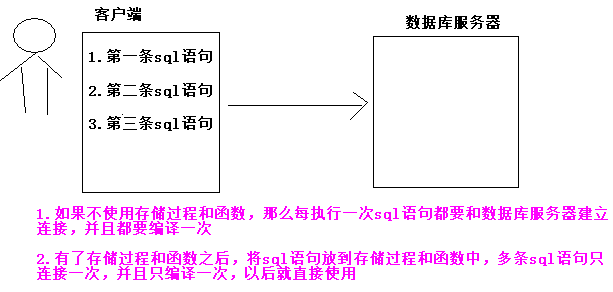 客户端
数据库服务器
1.第一条sql语句
2.第二条sql语句
3.第三条sql语句
1.如果不使用存储过程和函数，那么每执行一次sql语句都要和数据库服务器建立
连接，并且都要编译一次
2.有了存储过程和函数之后，将sql语句放到存储过程和函数中，多条sql语句只
连接一次，并且只编译一次，以后就直接使用